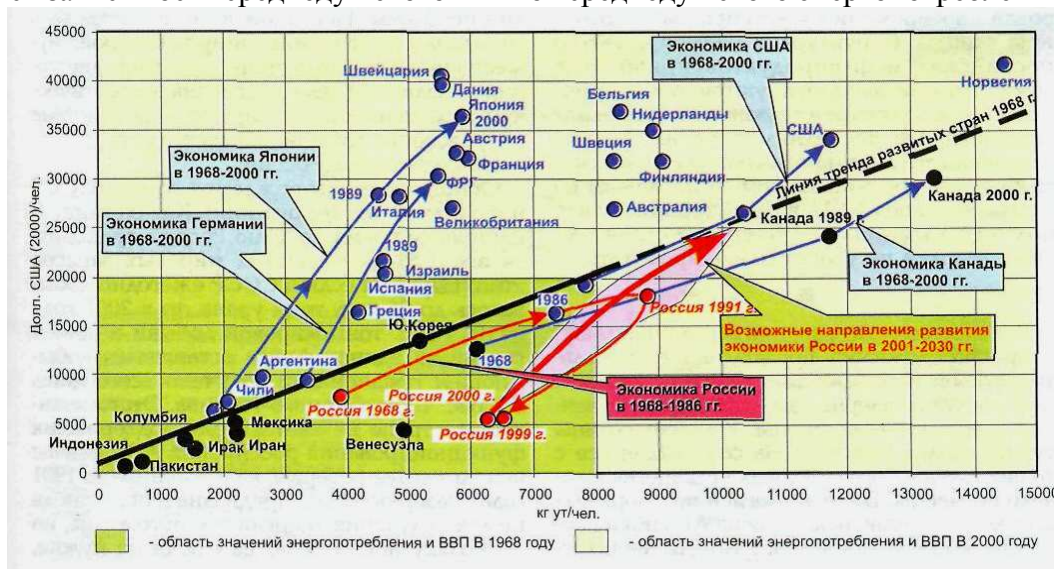 45000
40000
35000
30000
25000
20000
15000
10000
5000
0
Долл. США (2000)/чел.
Швейцария
Дания
Япония
2000
Австрия
Франция
ФРГ
1989
Италия
Великобритания
Экономика Японии
в 1968-2000 гг.
Экономика Германии
в 1968-2000 гг.
1989
Израиль
Испания
Греция
Ю.Корея
Аргентина
Чили
Колумбия
Мексика
Индонезия
Ирак
Иран
Пакистан
Венесуэла
Бельгия
Нидерланды
Швеция
Финляндия
Австралия
Экономика США
в 1968-2000 гг.
США
Норвегия
Линия тренда развитых стран 1968 г.
Канада 1989 г.
Канада 2000 г.
Экономика Канады
в 1968-2000 гг.
1986
Россия 1991 г.
1968
Возможные направления развития
экономики России в 2001-2030 гг.
Экономика России
в 1968-1986 гг.
Россия 2000 г.
Россия 1968 г.
Россия 1999 г.
0 1000 2000 3000 4000 5000 6000 7000 8000 9000 10000 11000 12000 13000 14000 15000
кг ут/чел.
- область значений энергопотребления и ВВП В 1968 году
- область значений энергопотребления и ВВП В 2000 году